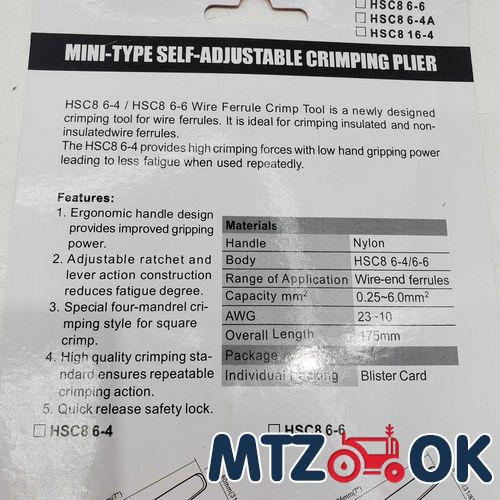 HSC8 6-6
HSC8 6-4A
HSC8 16-4
MINI-TYPE SELF-ADJUSTABLE CRIMPING PLIER
HSC8 6-4 / HSC8 6-6 Wire Ferrule Crimp Tool is a newly designed
crimping tool for wire ferrules. It is ideal for crimping insulated and non-
insulatedwire ferrules.
The HSC8 6-4 provides high crimping forces with low hand gripping power
leading to less fatigue when used repeatedly.
Features:
1. Ergonomic handle design
provides improved gripping
power.
2. Adjustable ratchet and
lever action construction
reduces fatigue degree.
3. Special four-mandrel cri-
mping style for square
crimp.
4. High quality crimping sta-
ndard ensures repeatable
crimping action.
5. Quick release safety lock.
Materials
Handle Nylon
Body HSC8 6-4/6-6
Range of Application Wire-end ferrules
Capacity mm² 0.25~6.0mm²
AWG 23~10
Overall Length 175mm
Package
Individual Packing Blister Card
HSC8 6-4 HSC8 6-6
MTZ OK